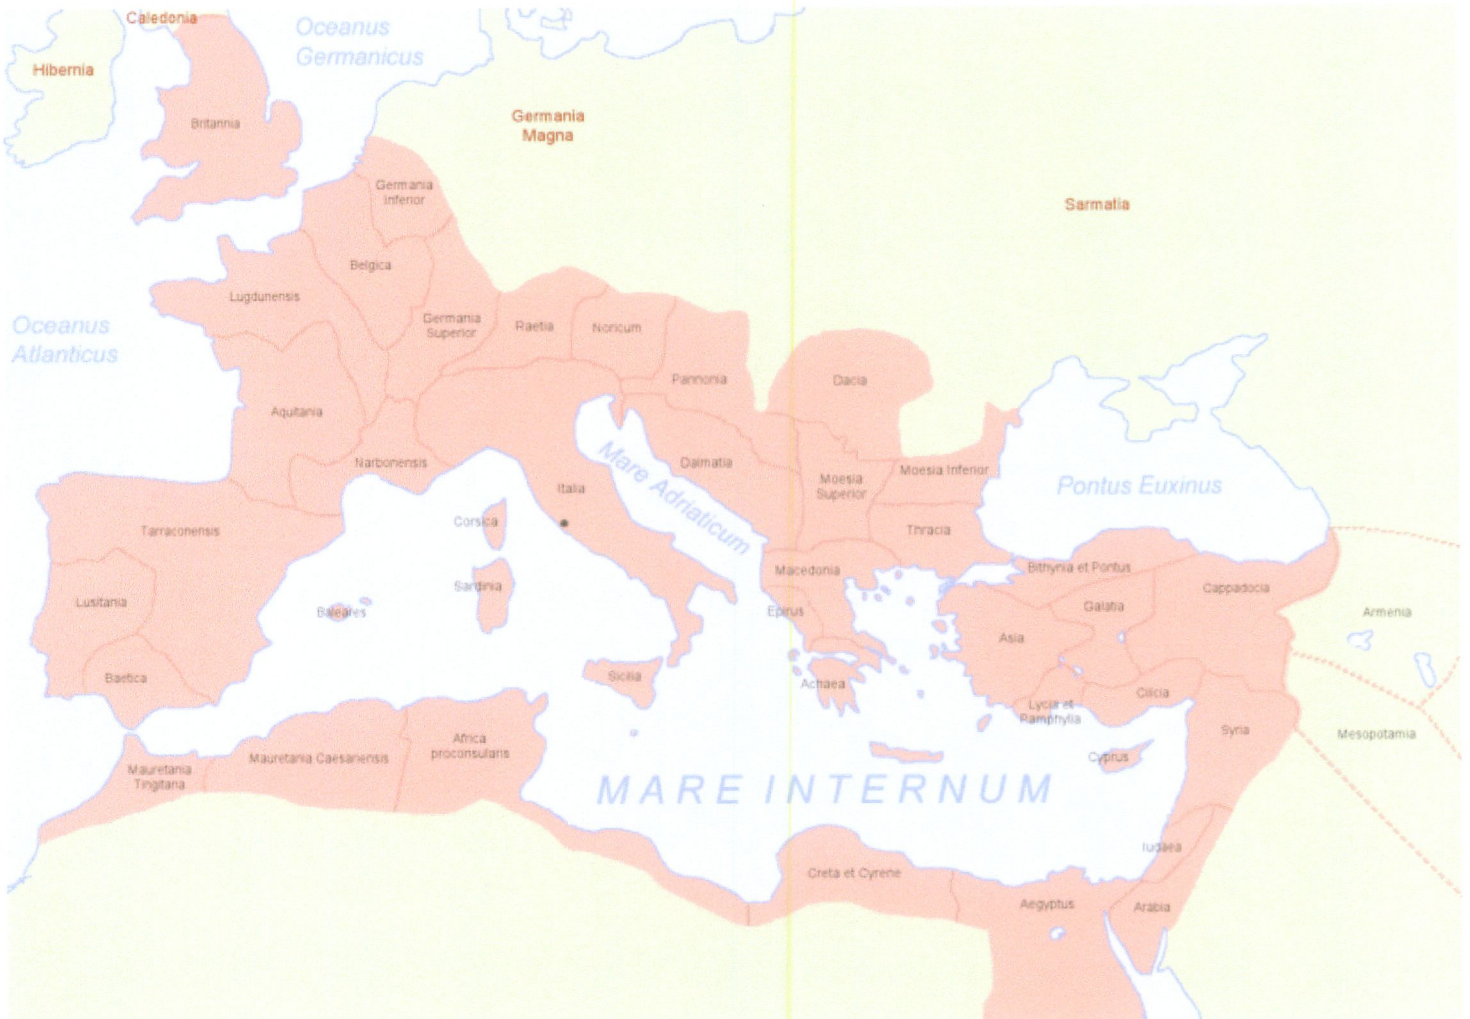 Caledonia
Oceanus
Germanicus
Hibernia
Britannia
Germania
Magna
Germania
Inferior
Sarmatia
Belgica
Lugdunensis
Oceanus
Atlanticus
Germania
Superior
Raetia
Noricum
Pannonia
Dacia
Aquitania
Narbonensis
Dalmatia
Mare Adriaticum
Moesia
Superior
Moesia Inferior
Pontus Euxinus
Italia
Corsica
Tarraconensis
Thracia
Macedonia
Bithynia et Pontus
Cappadocia
Sardinia
Lusitania
Baleares
Epirus
Galatia
Asia
Armenia
Baetica
Sicilia
Achaea
Cilicia
Lycia et
Pamphylia
Syria
Mesopotamia
Africa
proconsularis
Mauretania Caesariensis
Mauretania
Tingitana
Cyprus
MARE INTERNUM
Iudaea
Creta et Cyrene
Aegyptus
Arabia